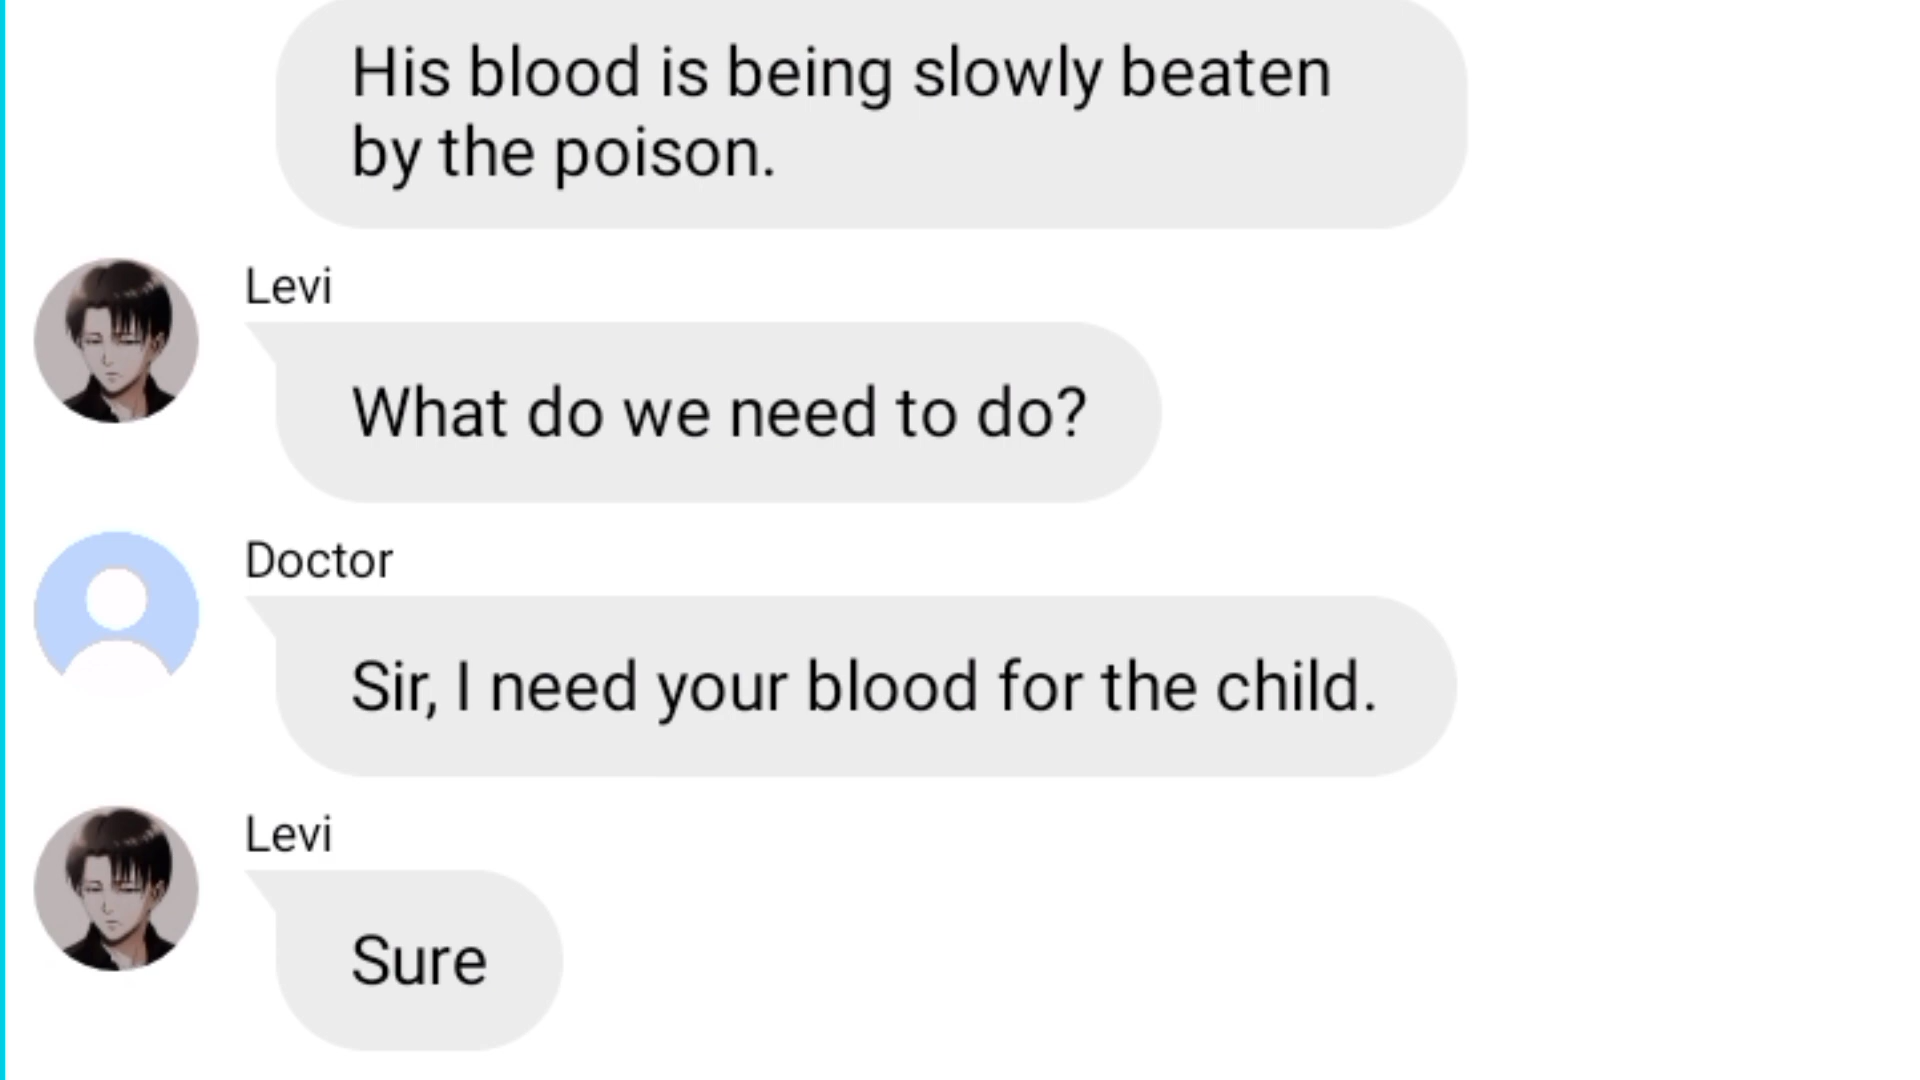 His blood is being slowly beaten
by the poison.
Levi
What do we need to do?
Doctor
Sir, I need your blood for the child.
Levi
Sure